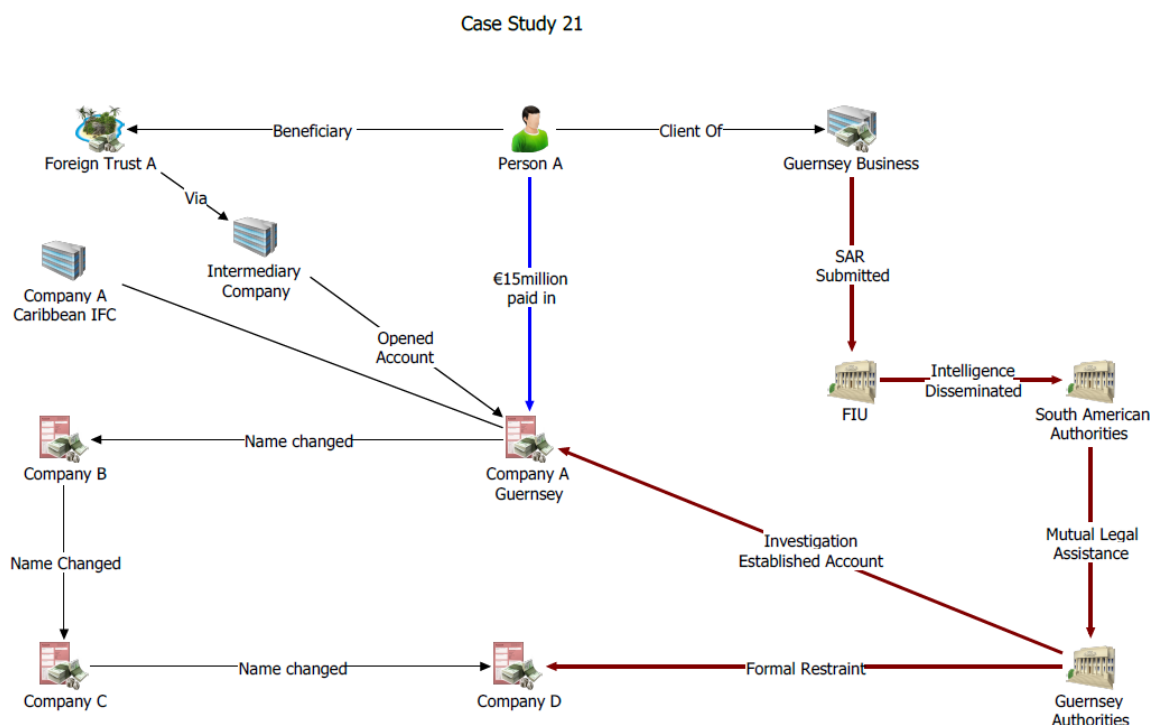 Case Study 21
Beneficiary
Client Of
Foreign Trust A
Person A
Guernsey Business
Via
Company A
Caribbean IFC
Intermediary
Company
€15million
paid in
SAR
Submitted
Opened
Account
Intelligence
Disseminated
FIU
South American
Authorities
Name changed
Company B
Company A
Guernsey
Investigation
Established Account
Mutual Legal
Assistance
Name Changed
Name changed
Formal Restraint
Company C
Company D
Guernsey
Authorities